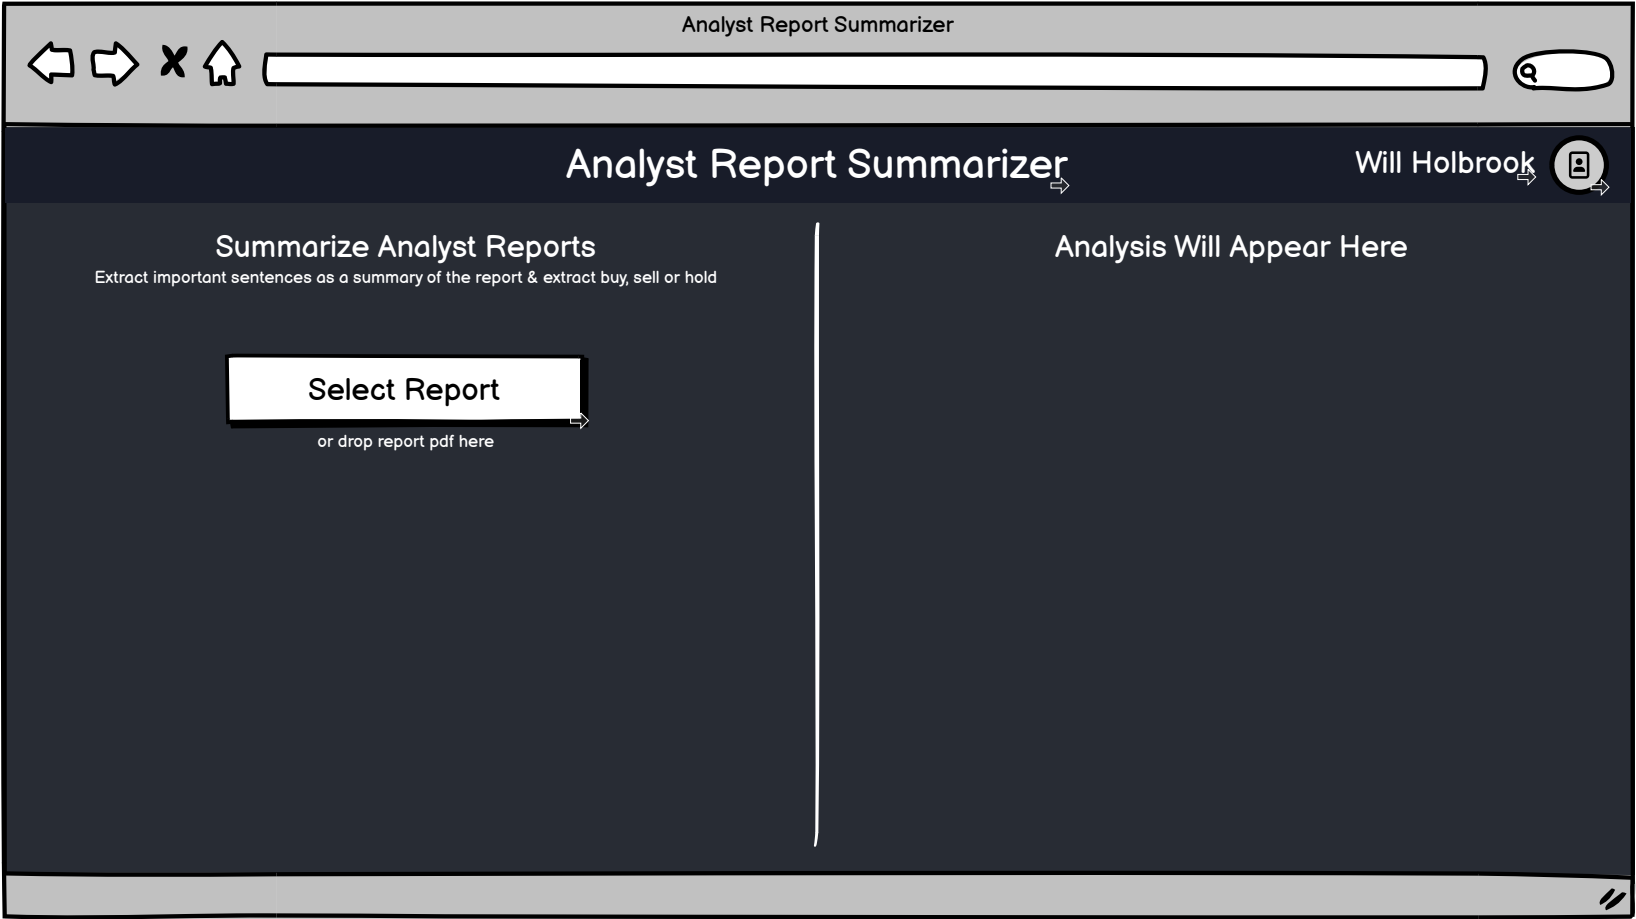 Analyst Report Summarizer
Analyst Report Summarizer
Will Holbrook
Summarize Analyst Reports
Extract important sentences as a summary of the report & extract buy, sell or hold
Select Report
or drop report pdf here
Analysis Will Appear Here